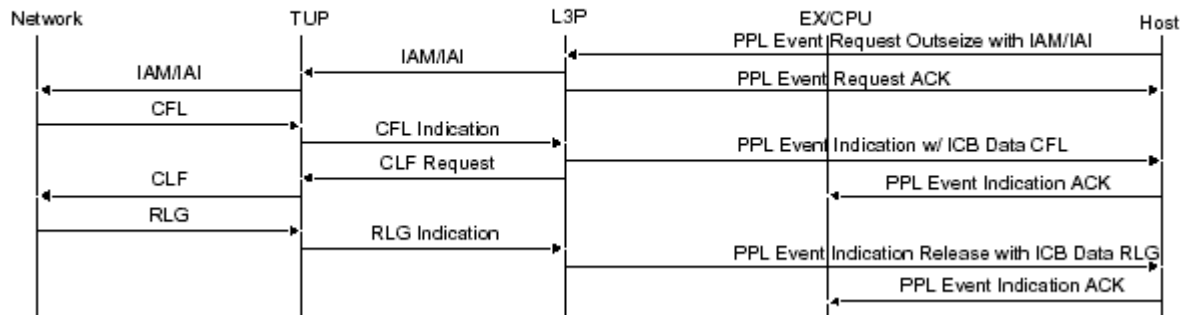 Network TUP L3P EX/CPU Host
PPL Event Request Outseize with IAM/IAI
IAM/IAI
IAM/IAI
PPL Event Request ACK
CFL
CFL Indication
PPL Event Indication w/ ICB Data CFL
CLF Request
CLF
PPL Event Indication ACK
RLG
RLG Indication
PPL Event Indication Release with ICB Data RLG
PPL Event Indication ACK